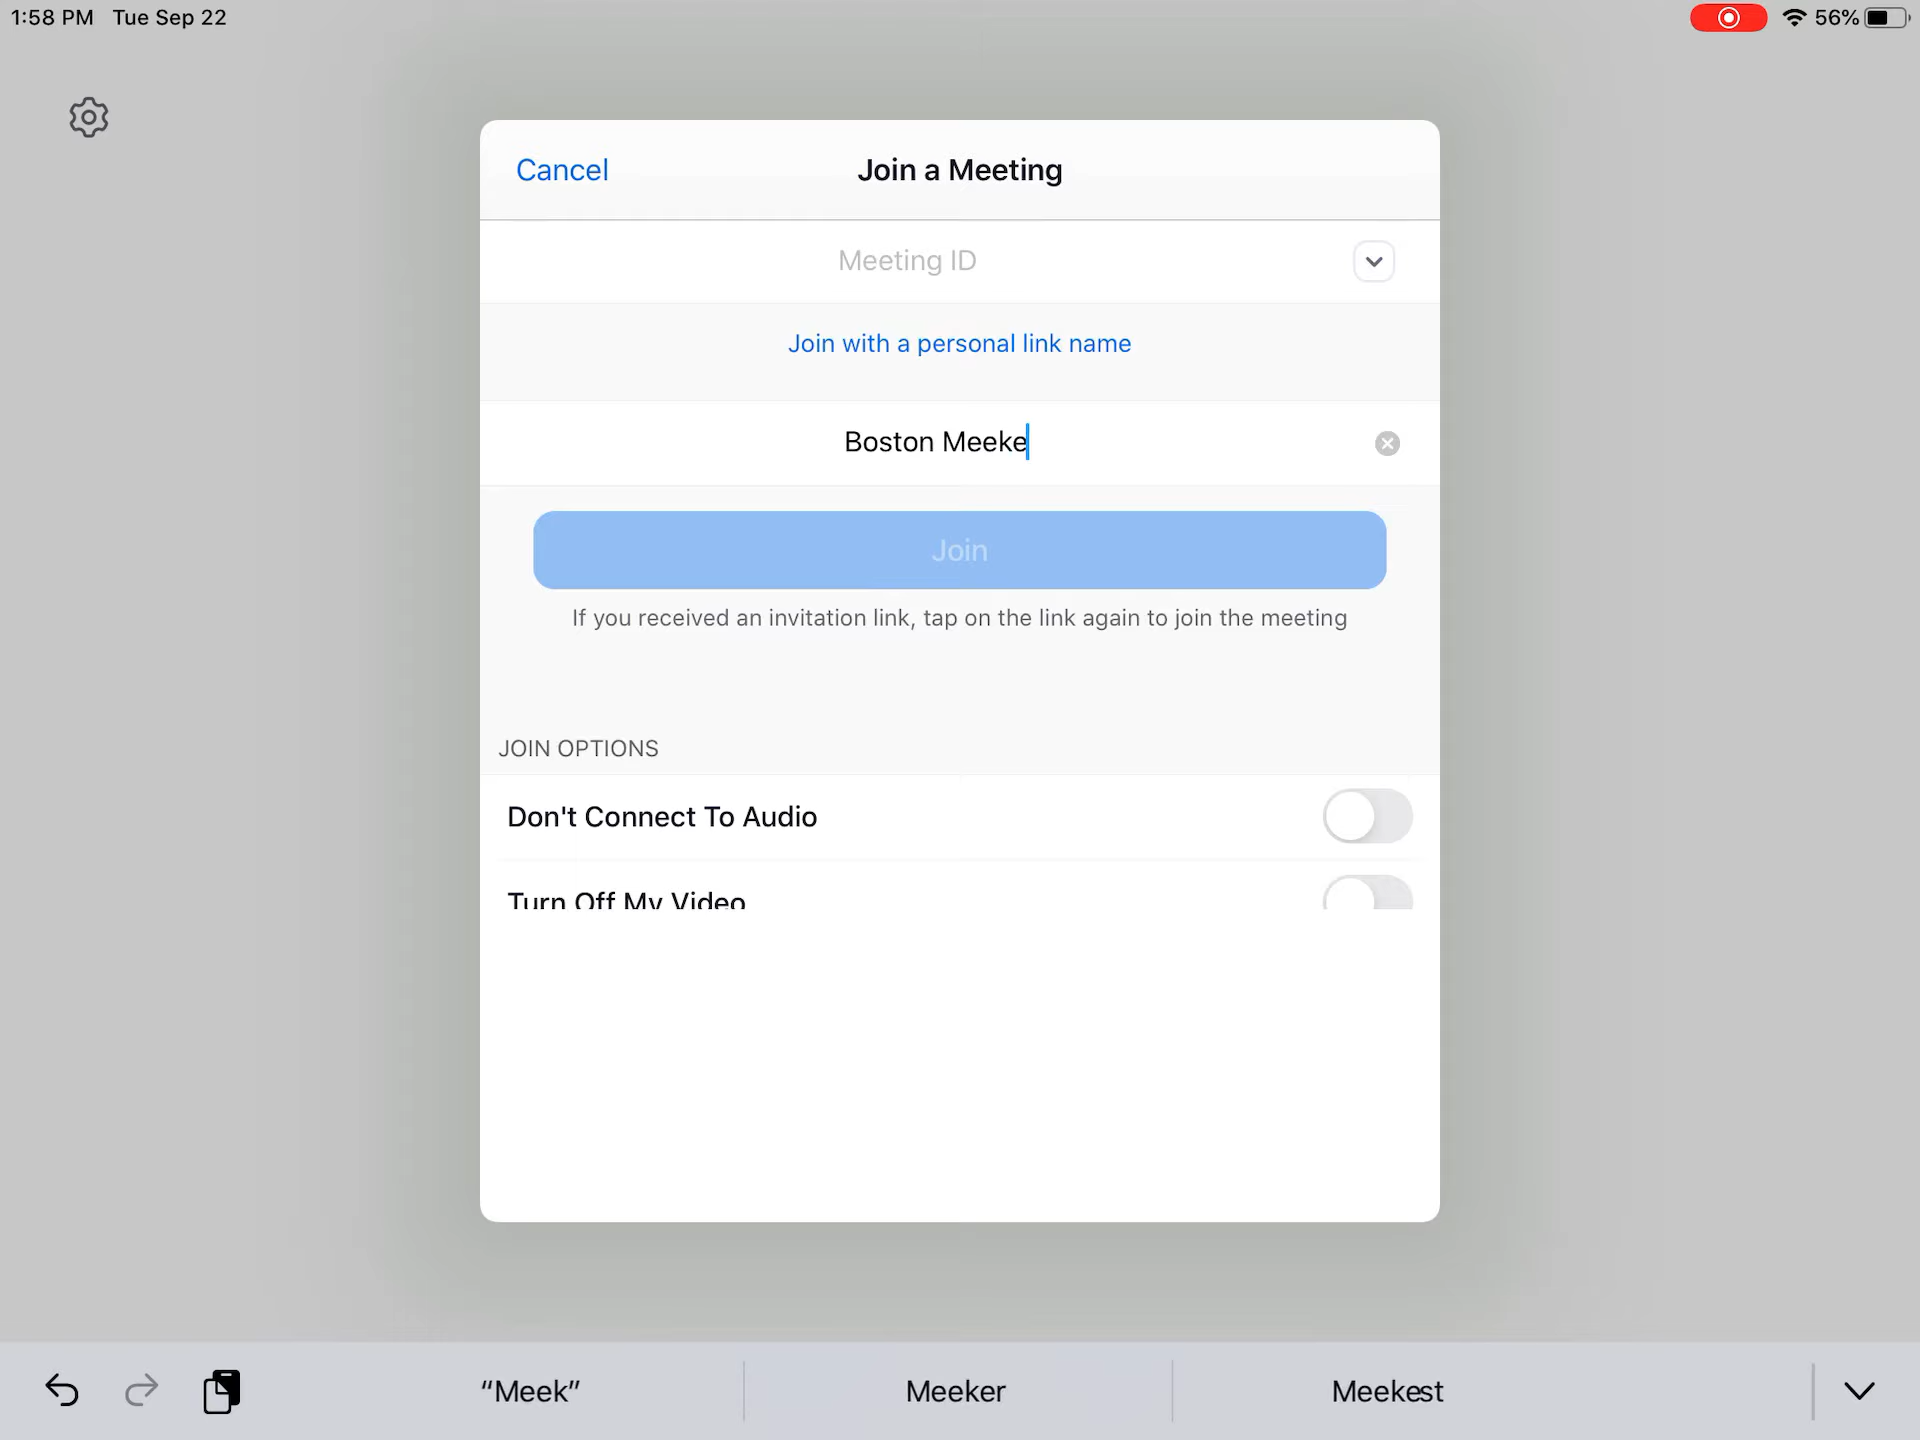 1:58 PM Tue Sep 22
56%
Cancel
Join a Meeting
Meeting ID
Join with a personal link name
Boston Meeke
Join
If you received an invitation link, tap on the link again to join the meeting
JOIN OPTIONS
Don't Connect To Audio
Turn Off My Video
“Meek” Meeker Meekest